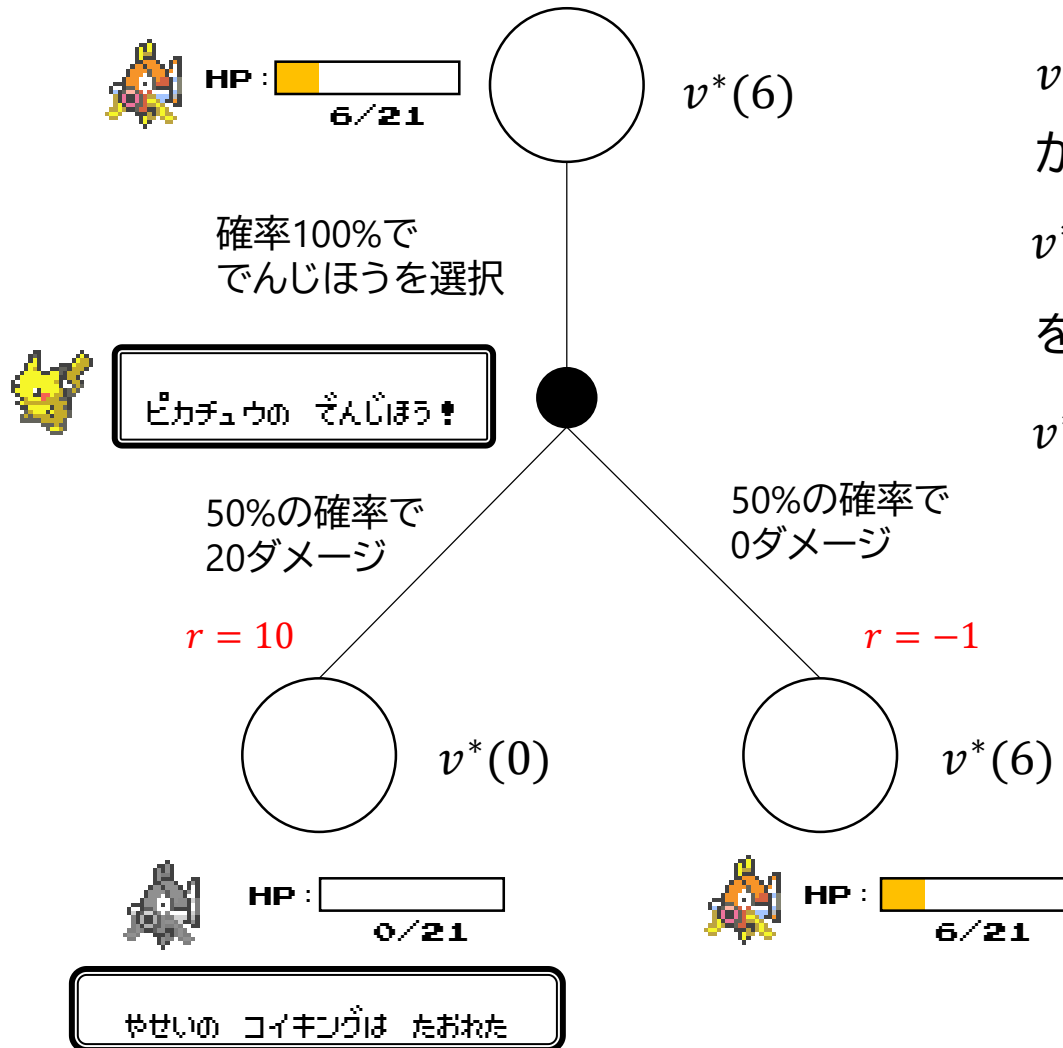 HP :
6/21
v*(6)
v
か
確率100%で
でんじほうを選択
v*
を
ピカチュウの でんじほう!
v*
50%の確率で
20ダメージ
50%の確率で
0ダメージ
r = 10
r = −1
v*(0)
v*(6)
HP :
0/21
HP :
6/21
やせいの コイキングは たおれた